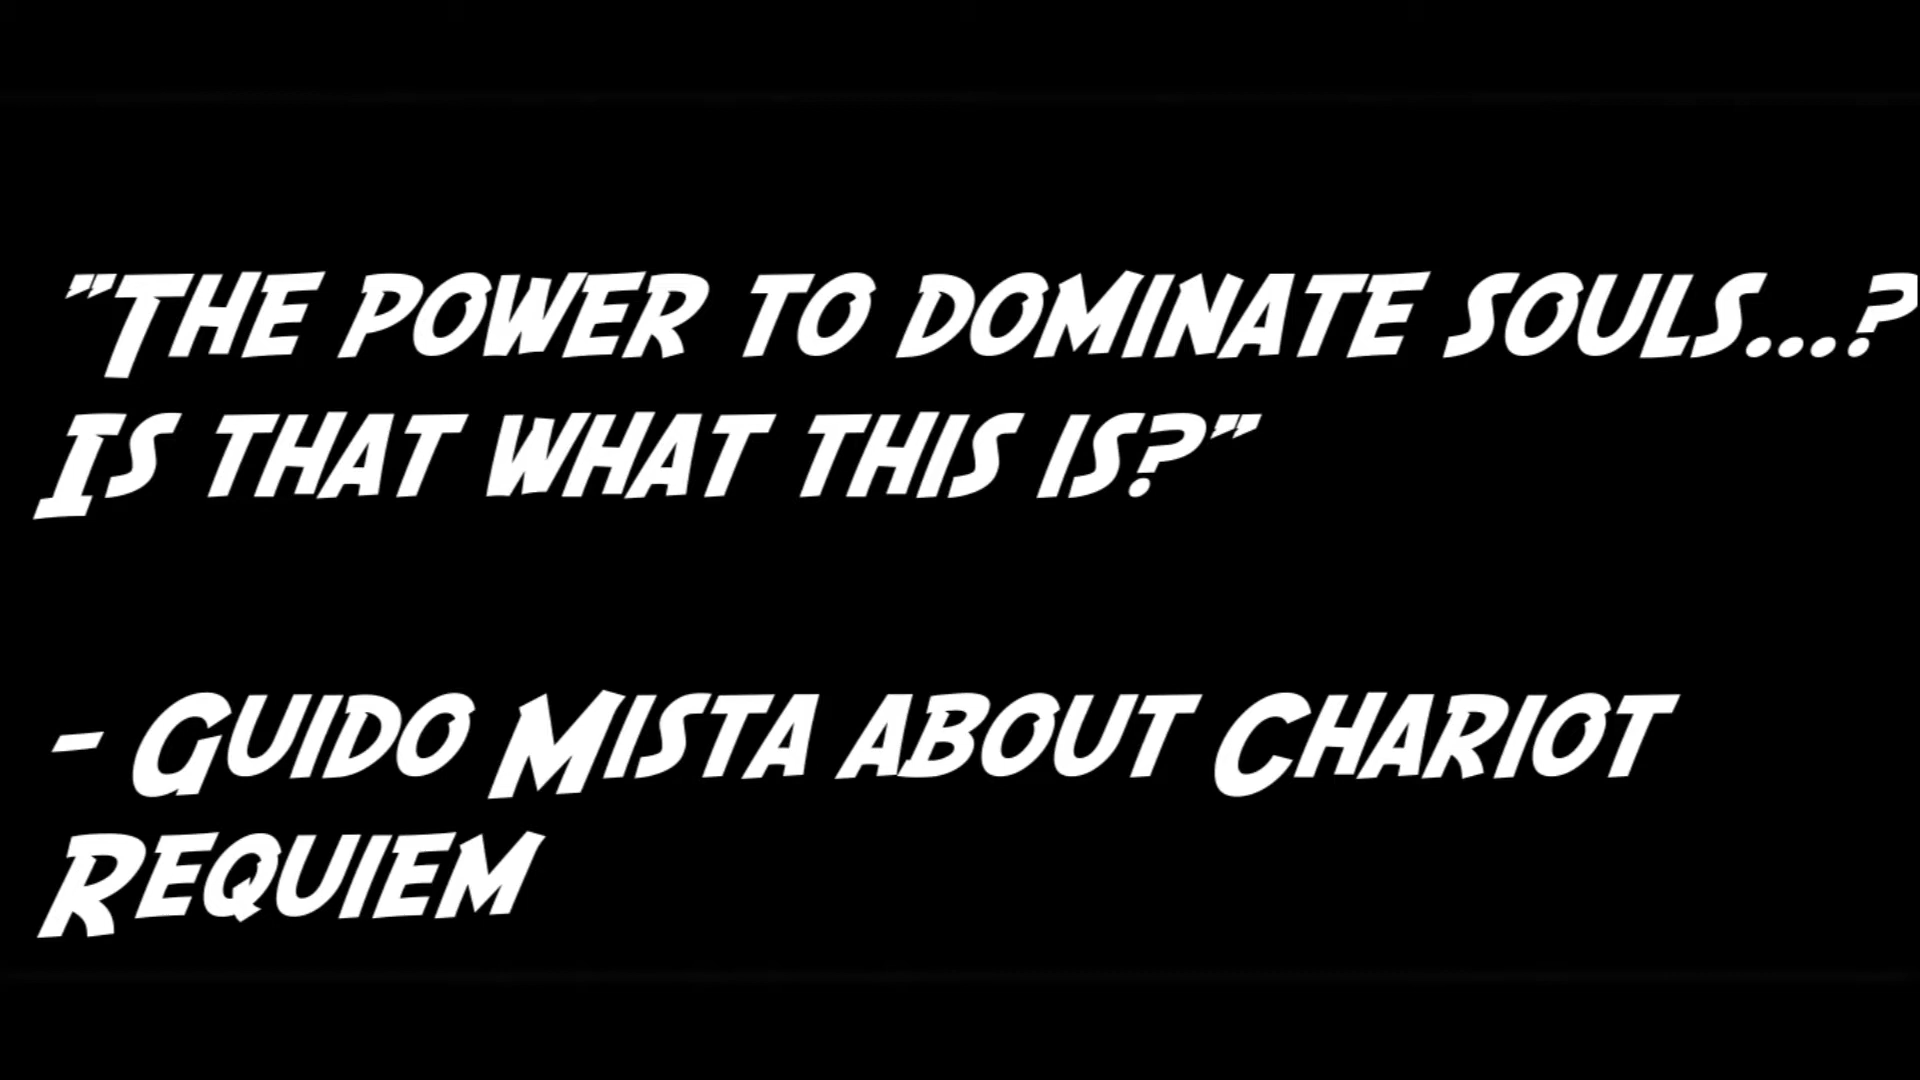 "The power to dominate souls...?
Is that what this is?"
- Guido Mista about Chariot
Requiem